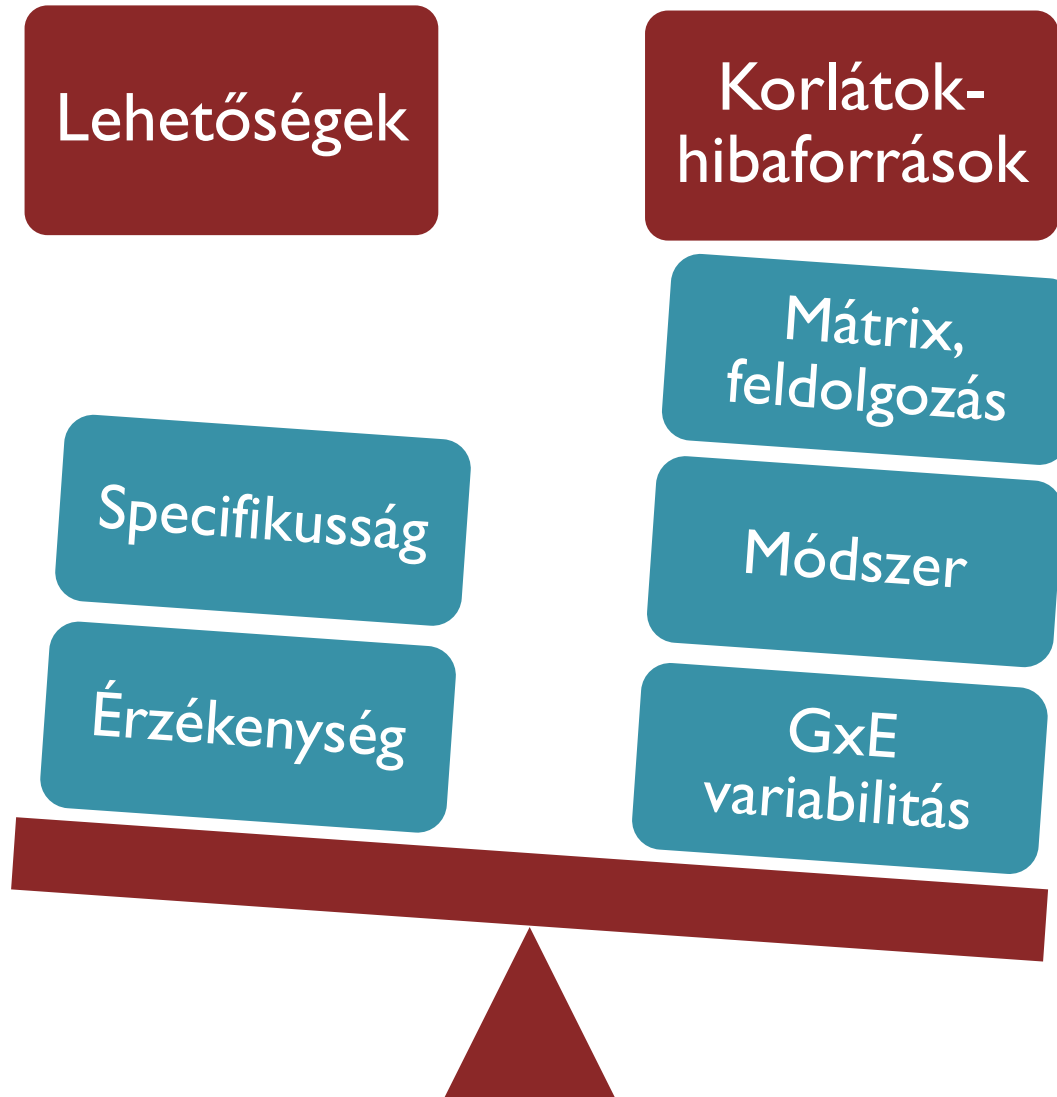 Lehetőségek
Korlátok-
hibaforrások
Mátrix,
feldolgozás
Specifikusság
Módszer
Érzékenység
GxE
variabilitás